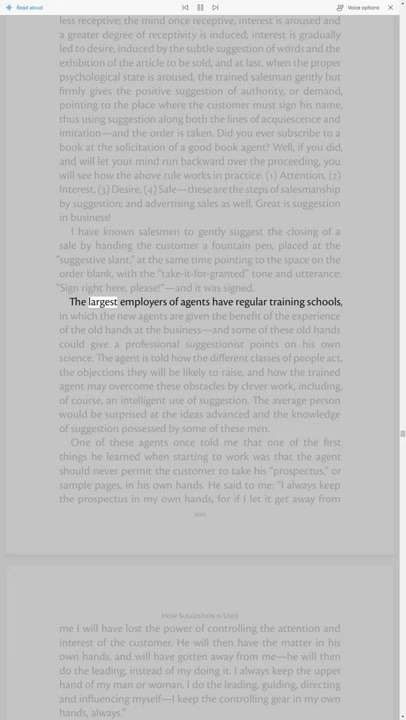 Read aloud
Voice options
less receptive; the mind once receptive, interest is aroused and
a greater degree of receptivity is induced; interest is gradually
led to desire, induced by the subtle suggestion of words and the
exhibition of the article to be sold; and at last, when the proper
psychological state is aroused, the trained salesman gently but
firmly gives the positive suggestion of authority, or demand,
pointing to the place where the customer must sign his name,
thus using suggestion along both the lines of acquiescence and
imitation—and the order is taken. Did you ever subscribe to a
book at the solicitation of a good book agent? Well, if you did,
and will let your mind run backward over the proceeding, you
will see how the above rule works in practice. (1) Attention, (2)
Interest, (3) Desire, (4) Sale—these are the steps of salesmanship
by suggestion; and advertising sales as well. Great is suggestion
in business!
I have known salesmen to gently suggest the closing of a
sale by handing the customer a fountain pen, placed at the
“suggestive slant,” at the same time pointing to the space on the
order blank, with the “take-it-for-granted” tone and utterance:
“Sign right here, please!”—and it was signed.
The largest employers of agents have regular training schools,
in which the new agents are given the benefit of the experience
of the old hands at the business—and some of these old hands
could give a professional suggestionist points on his own
science. The agent is told how the different classes of people act,
the objections they will be likely to raise, and how the trained
agent may overcome these obstacles by clever work, including,
of course, an intelligent use of suggestion. The average person
would be surprised at the ideas advanced and the knowledge
of suggestion possessed by some of these men.
One of these agents once told me that one of the first
things he learned when starting to work was that the agent
should never permit the customer to take his “prospectus,” or
sample pages, in his own hands. He said to me: “I always keep
the prospectus in my own hands, for if I let it get away from
How Suggestion is Used
me I will have lost the power of controlling the attention and
interest of the customer. He will then have the matter in his
own hands, and will have gotten away from me—he will then
do the leading, instead of my doing it. I always keep the upper
hand of my man or woman. I do the leading, guiding, directing
and influencing myself—I keep the controlling gear in my own
hands, always.”